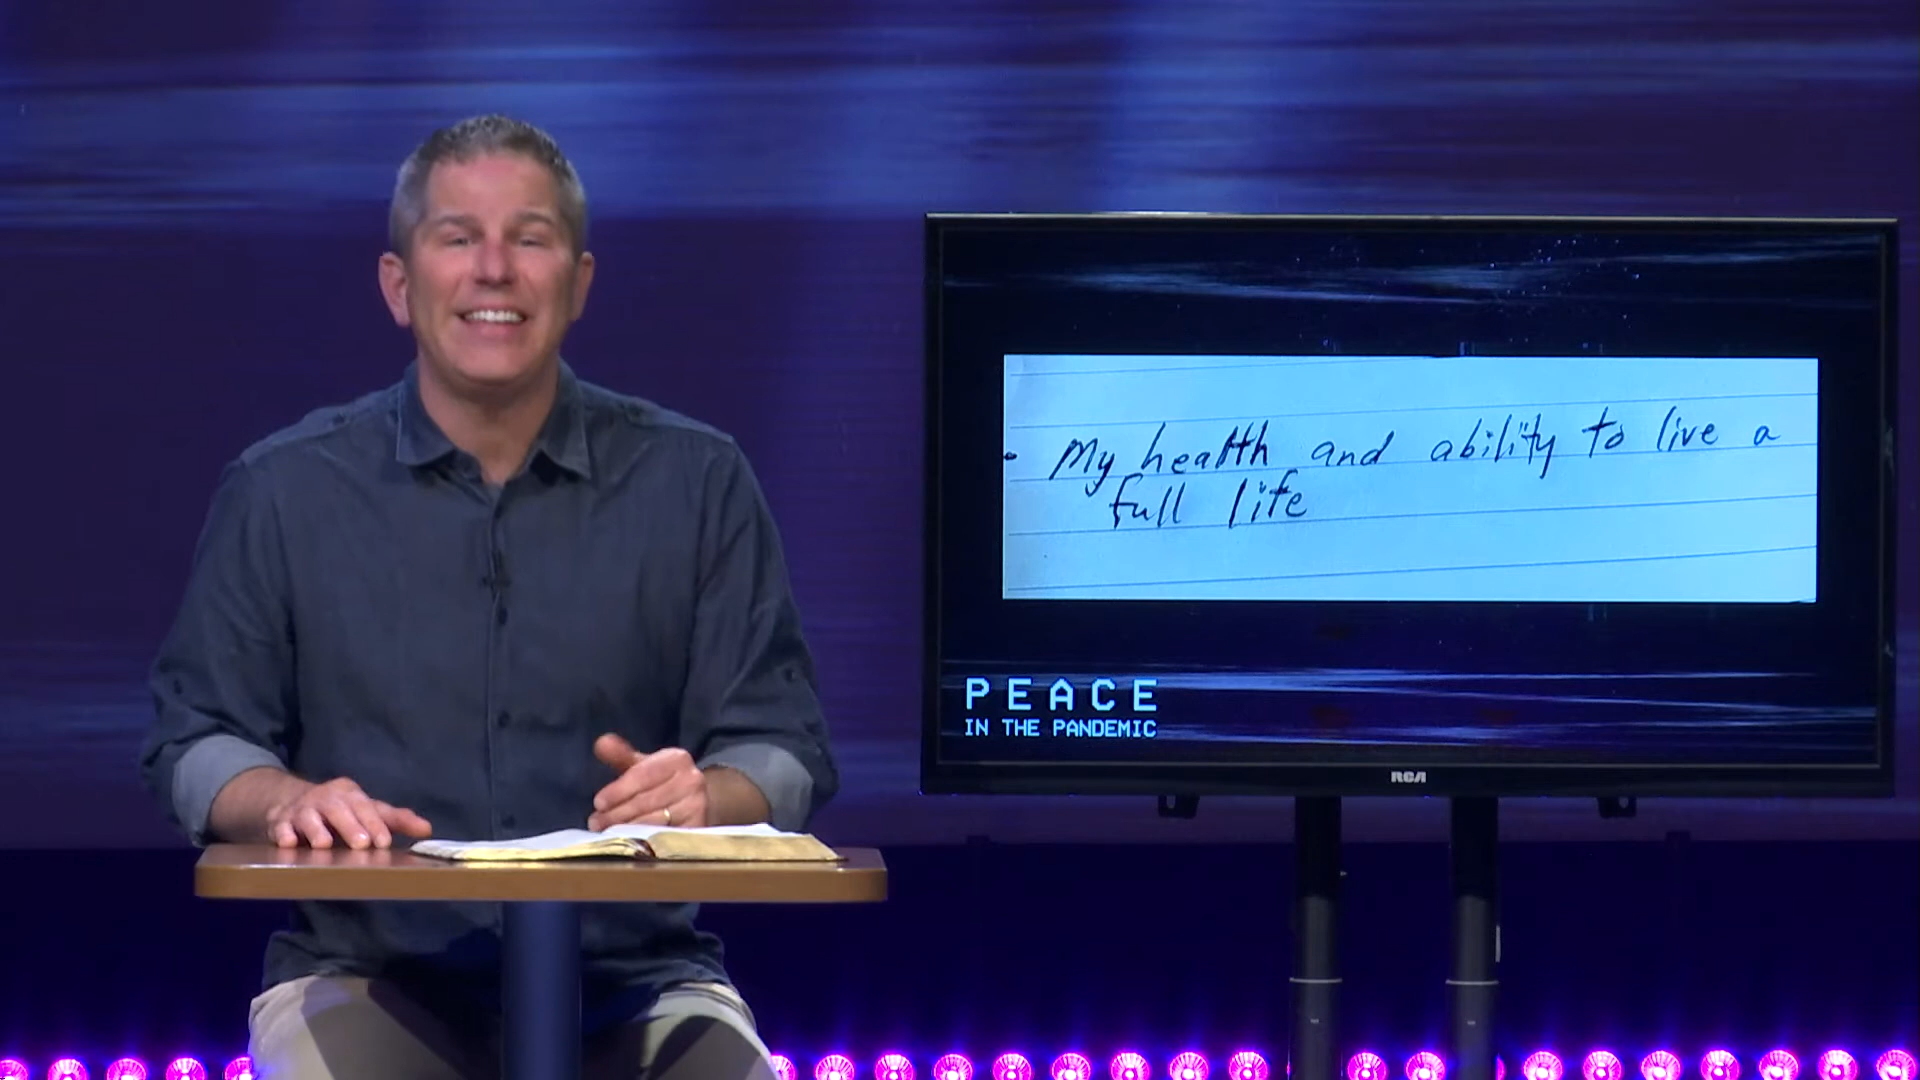 • My health and ability to live a
full life
PEACE
IN THE PANDEMIC
RCA